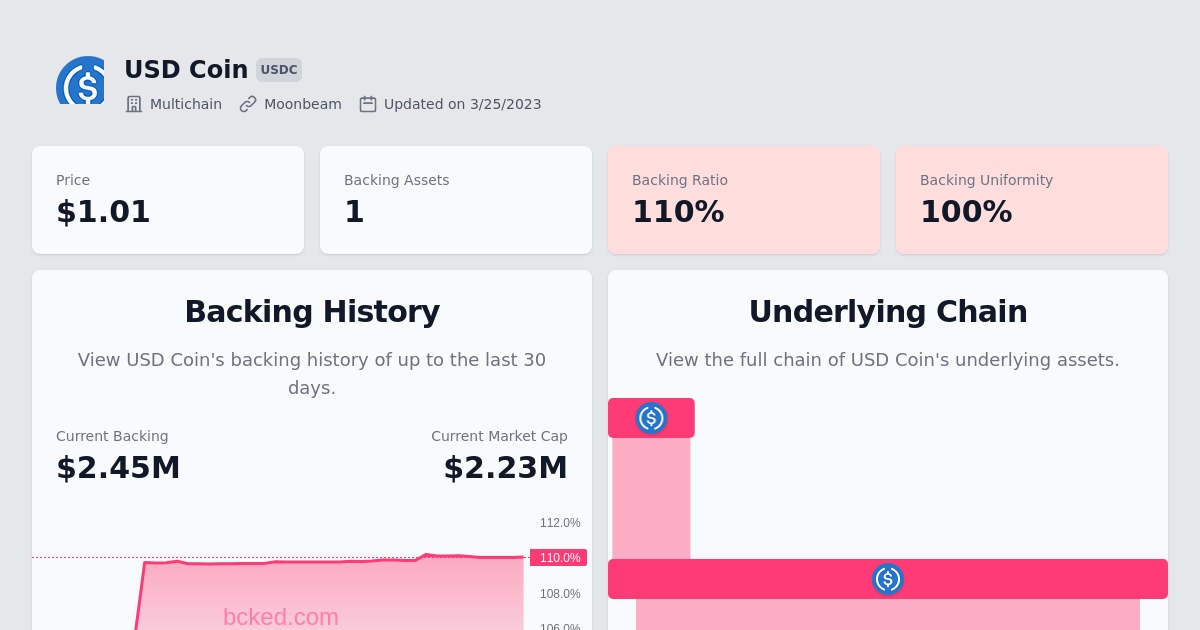 USD Coin USDC
Multichain Moonbeam Updated on 3/25/2023
Price
$1.01
Backing Assets
1
Backing Ratio
110%
Backing Uniformity
100%
Backing History
View USD Coin's backing history of up to the last 30
days.
Current Backing
$2.45M
Current Market Cap
$2.23M
112.0%
110.0%
108.0%
106.0%
bcked.com
Underlying Chain
View the full chain of USD Coin's underlying assets.